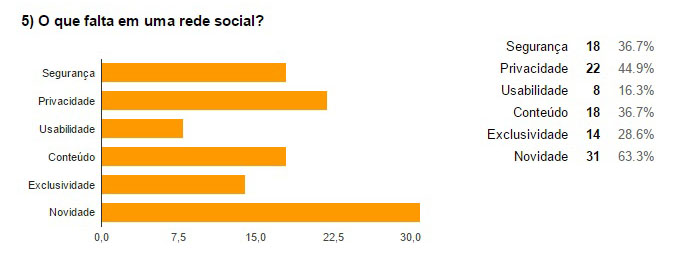 5) O que falta em uma rede social?
Segurança
Privacidade
Usabilidade
Conteúdo
Exclusividade
Novidade
0,0 7,5 15,0 22,5 30,0
Segurança 18 36.7%
Privacidade 22 44.9%
Usabilidade 8 16.3%
Conteúdo 18 36.7%
Exclusividade 14 28.6%
Novidade 31 63.3%